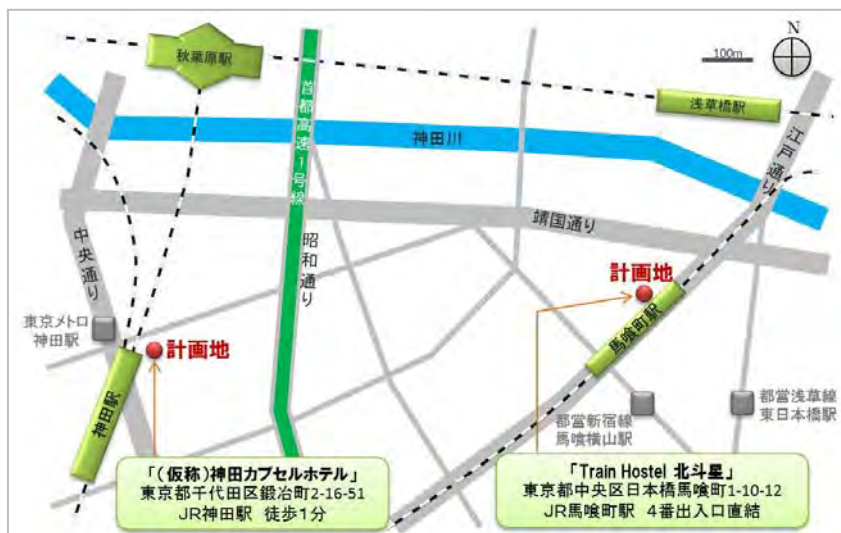 N
100m
秋葉原駅
浅草橋駅
首都高速1号線
神田川
江戸通り
靖国通り
中央通り
昭和通り
計画地
東京メトロ
神田駅
計画地
馬喰町駅
神田駅
都営新宿線
馬喰横山駅
都営浅草線
東日本橋駅
「(仮称)神田カプセルホテル」
東京都千代田区鍛冶町2-16-51
JR神田駅 徒歩1分
「Train Hostel 北斗星」
東京都中央区日本橋馬喰町1-10-12
JR馬喰町駅 4番出入口直結